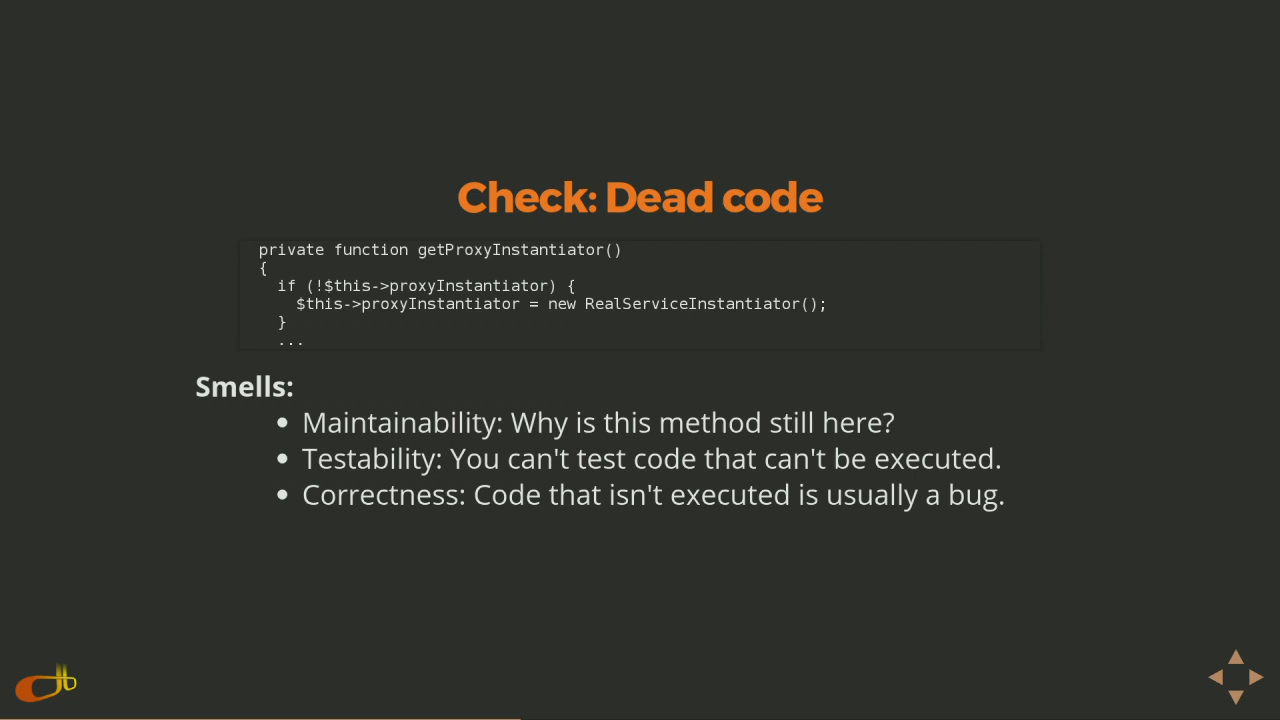 Check: Dead code
private function getProxyInstantiator()
{
if (!$this->proxyInstantiator) {
$this->proxyInstantiator = new RealServiceInstantiator();
}
...
Smells:
• Maintainability: Why is this method still here?
• Testability: You can't test code that can't be executed.
• Correctness: Code that isn't executed is usually a bug.